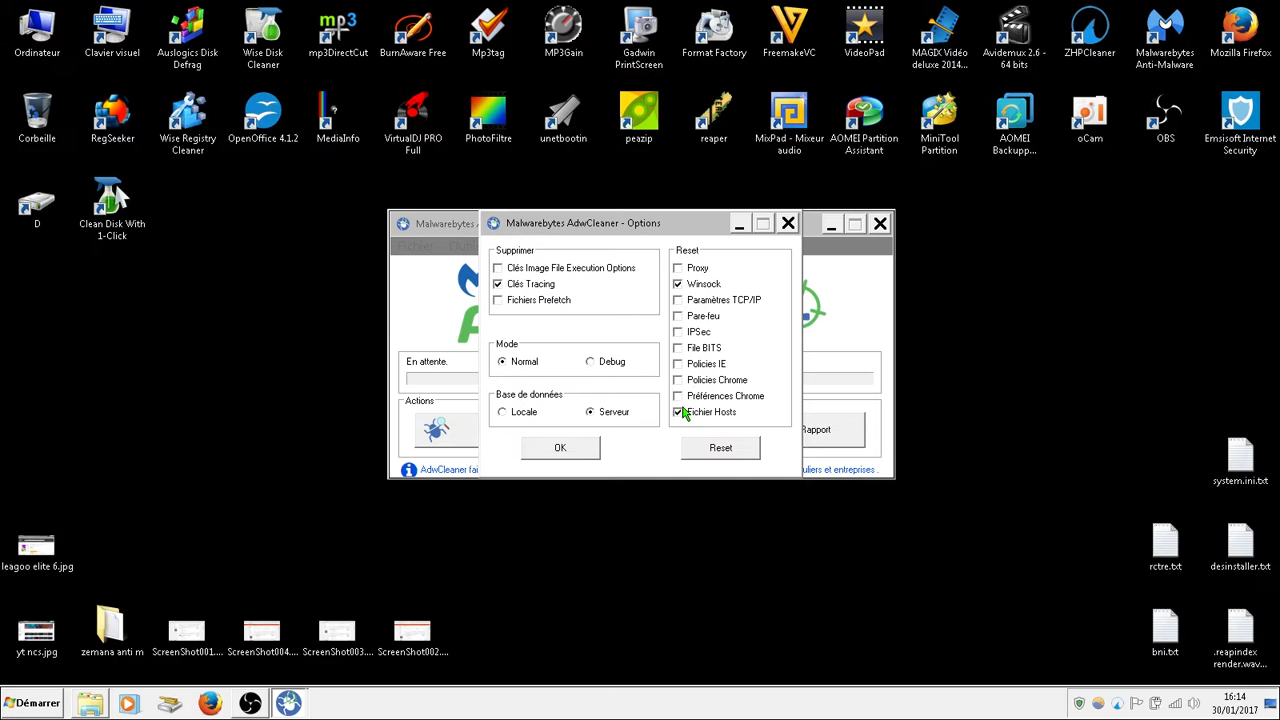 Ordinateur
Clavier visuel
Auslogics Disk
Defrag
Wise Disk
Cleaner
mp3
mp3DirectCut
BurnAware Free
Mp3tag
MP3Gain
Gadwin
PrintScreen
Format Factory
FreemakeVC
VideoPad
MAGIX Vidéo
deluxe 2014...
Avidemux 2.6 -
64 bits
ZHPCleaner
Malwarebytes
Anti-Malware
Mozilla Firefox
Corbeille
RegSeeker
Wise Registry
Cleaner
OpenOffice 4.1.2
MediaInfo
VirtualDJ PRO
Full
PhotoFiltre
unetbootin
peazip
reaper
MixPad - Mixeur
audio
AOMEI Partition
Assistant
MiniTool
Partition
AOMEI
Backupp...
oCam
OBS
Emsisoft Internet
Security
D
Clean Disk With
1-Click
Malwarebytes A
Malwarebytes AdwCleaner - Options
Fichier
Supprimer
Clés Image File Execution Options
Clés Tracing
Fichiers Prefetch
Mode
Normal
Debug
Base de données
Locale
Serveur
OK
Reset
Proxy
Winsock
Paramètres TCP/IP
Pare-feu
IPSec
File BITS
Policies IE
Policies Chrome
Préférences Chrome
Fichier Hosts
Reset
En attente.
Actions
Rapport
AdwCleaner fai
uliers et entreprises .
system.ini.txt
leagoo elite 6.jpg
rctre.txt
desinstaller.txt
yt ncs.jpg
zemana anti m
ScreenShot001....
ScreenShot004....
ScreenShot003....
ScreenShot002....
bni.txt
.reapindex
render.wav...
Démarrer
16:14
30/01/2017